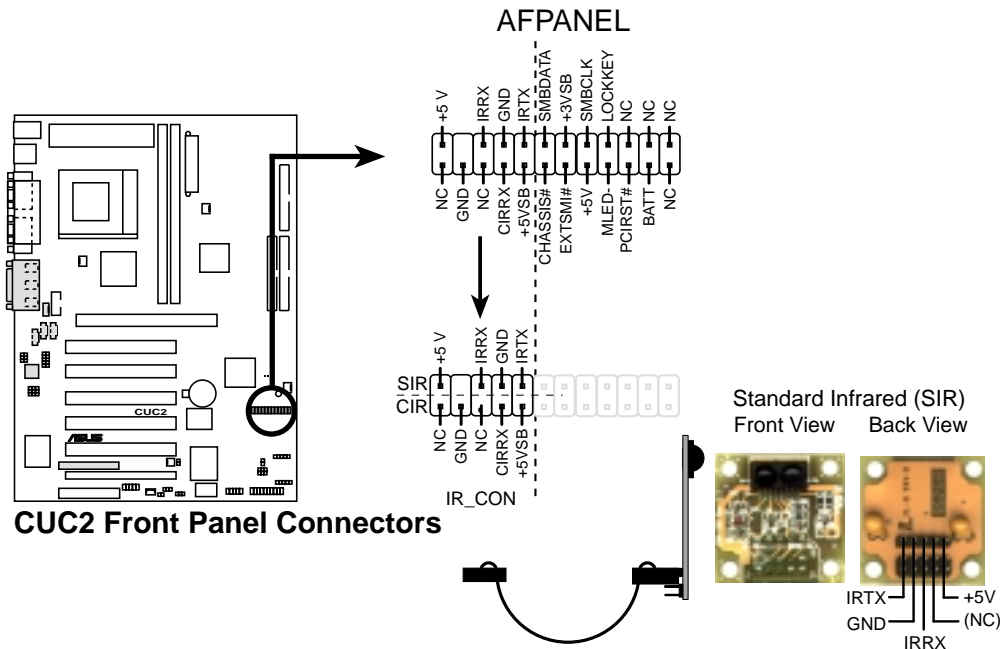 AFPANEL
+5 V
IRRX
GND
IRTX
SMBDATA
+3VSB
SMBCLK
LOCKKEY
NC
NC
NC
NC
GND
NC
CIRRX
+5VSB
CHASSIS#
EXTSMI#
+5V
MLED-
PCIRST#
BATT
NC
+5 V
IRRX
GND
IRTX
SIR
CIR
NC
GND
NC
CIRRX
+5VSB
IR_CON
CUC2
ASUS
CUC2 Front Panel Connectors
Standard Infrared (SIR)
Front View Back View
IRTX
+5V
GND
(NC)
IRRX